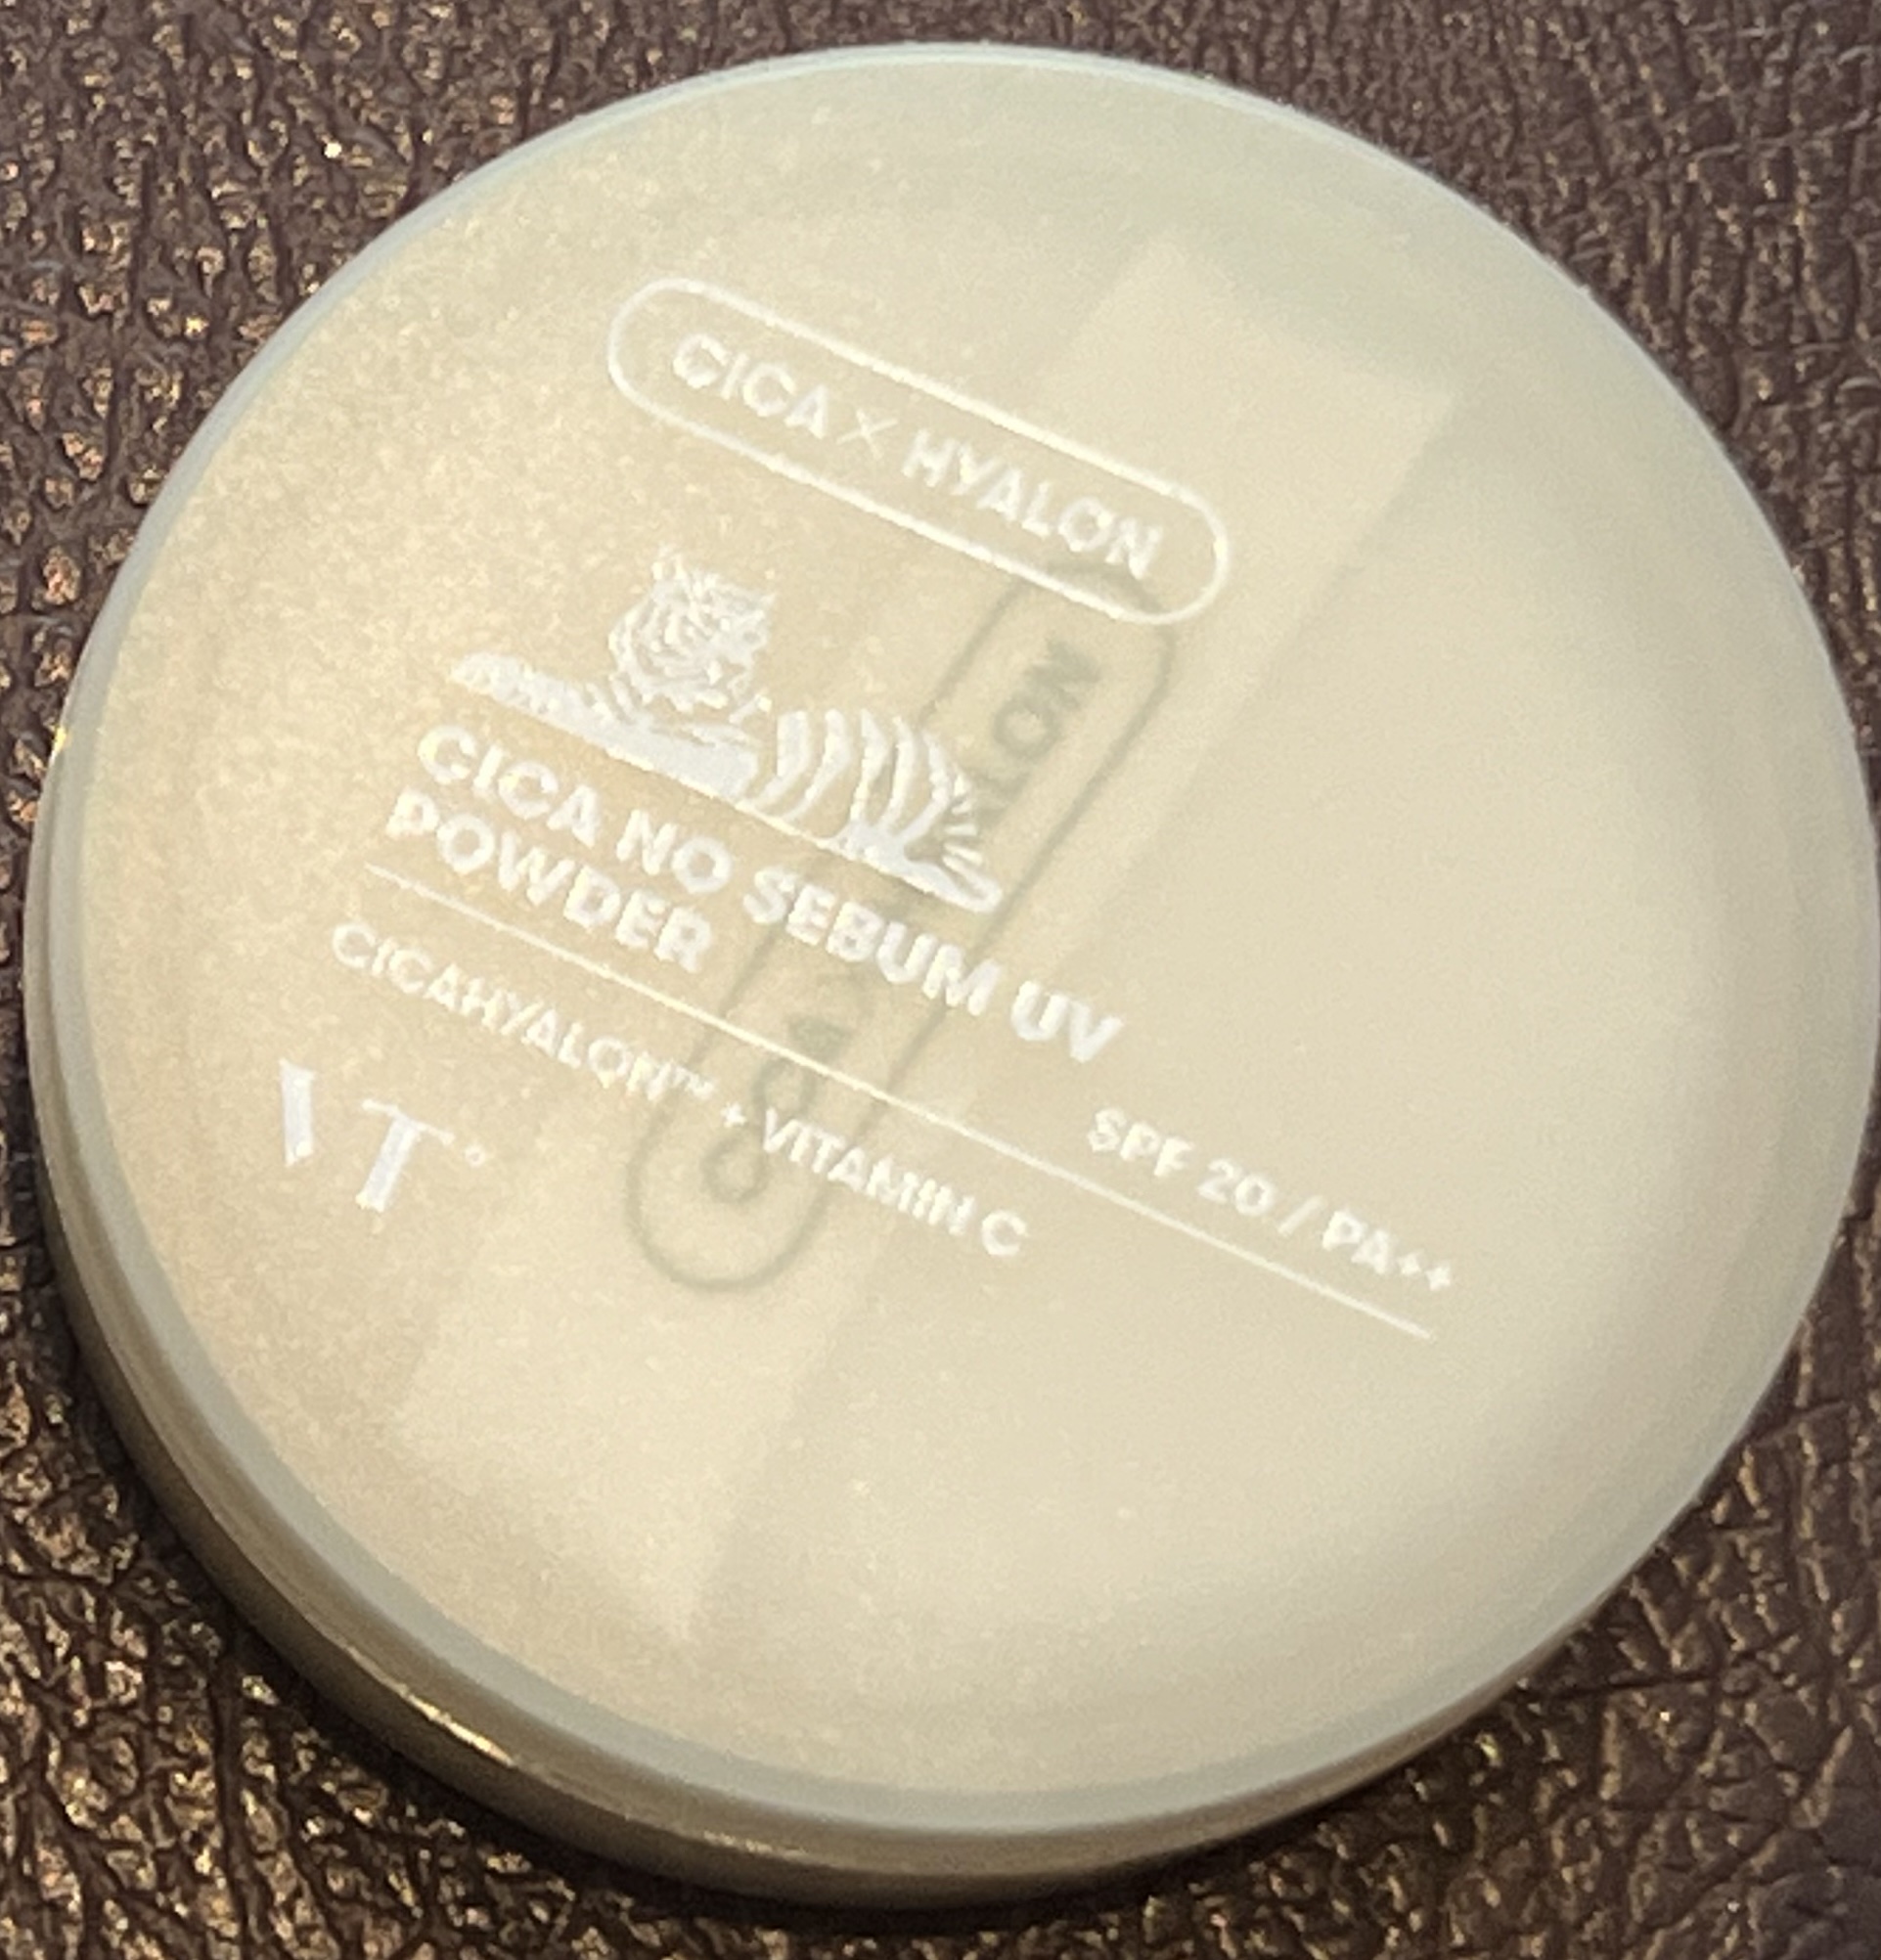 CICA × HYALON
CICA NO SEBUM UV
POWDER
SPF 20 / PA++
CICAHYALON™ + VITAMIN C
VT